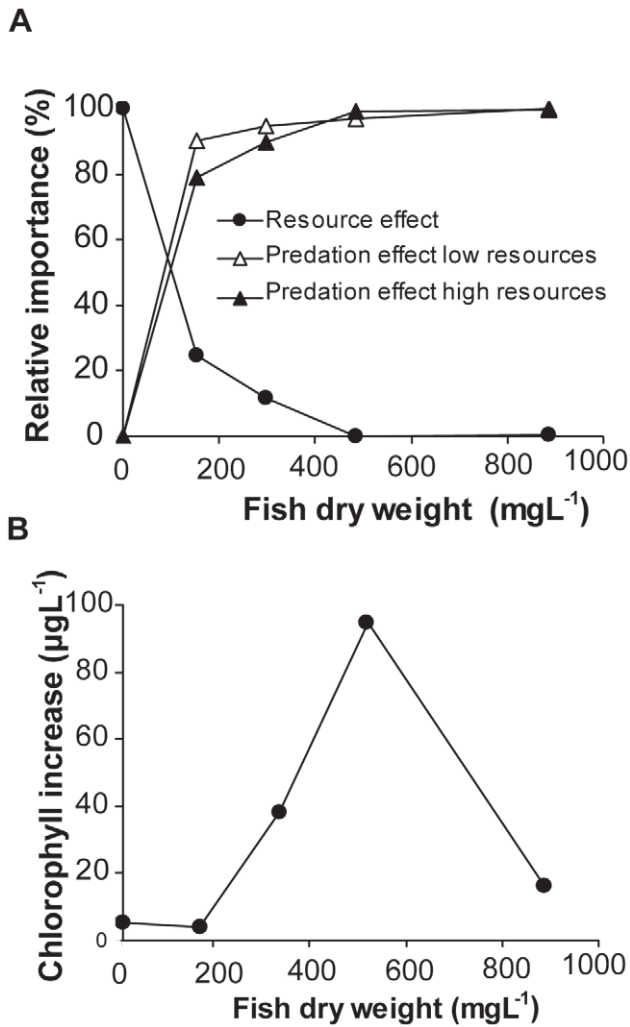 A
Relative importance (%)
100
80
60
40
20
0
Resource effect
Predation effect low resources
Predation effect high resources
0 200 400 600 800 1000
Fish dry weight (mgL-1)
B
Chlorophyll increase (µgL-1)
100
80
60
40
20
0
0 200 400 600 800 1000
Fish dry weight (mgL-1)